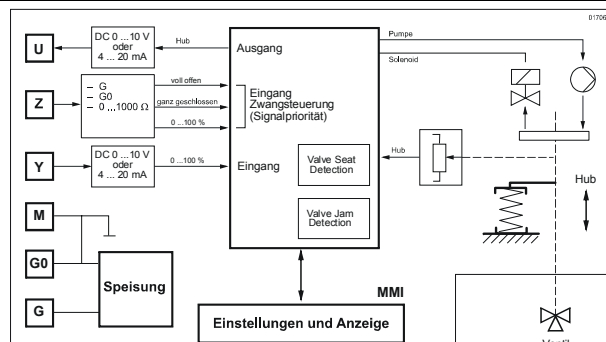 01706
Pumpe
U
DC 0 ...10 V
oder
4 ... 20 mA
Hub
Ausgang
Solenoid
Z
– G
– G0
– 0 ...1000 Ω
voll offen
ganz geschlossen
0 ...100 %
Eingang
Zwangsteuerung
(Signalpriorität)
Y
DC 0 ...10 V
oder
4 ... 20 mA
0 ...100 %
Eingang
Valve Seat
Detection
Hub
Hub
M
Valve Jam
Detection
G0
Speisung
G
MMI
Einstellungen und Anzeige